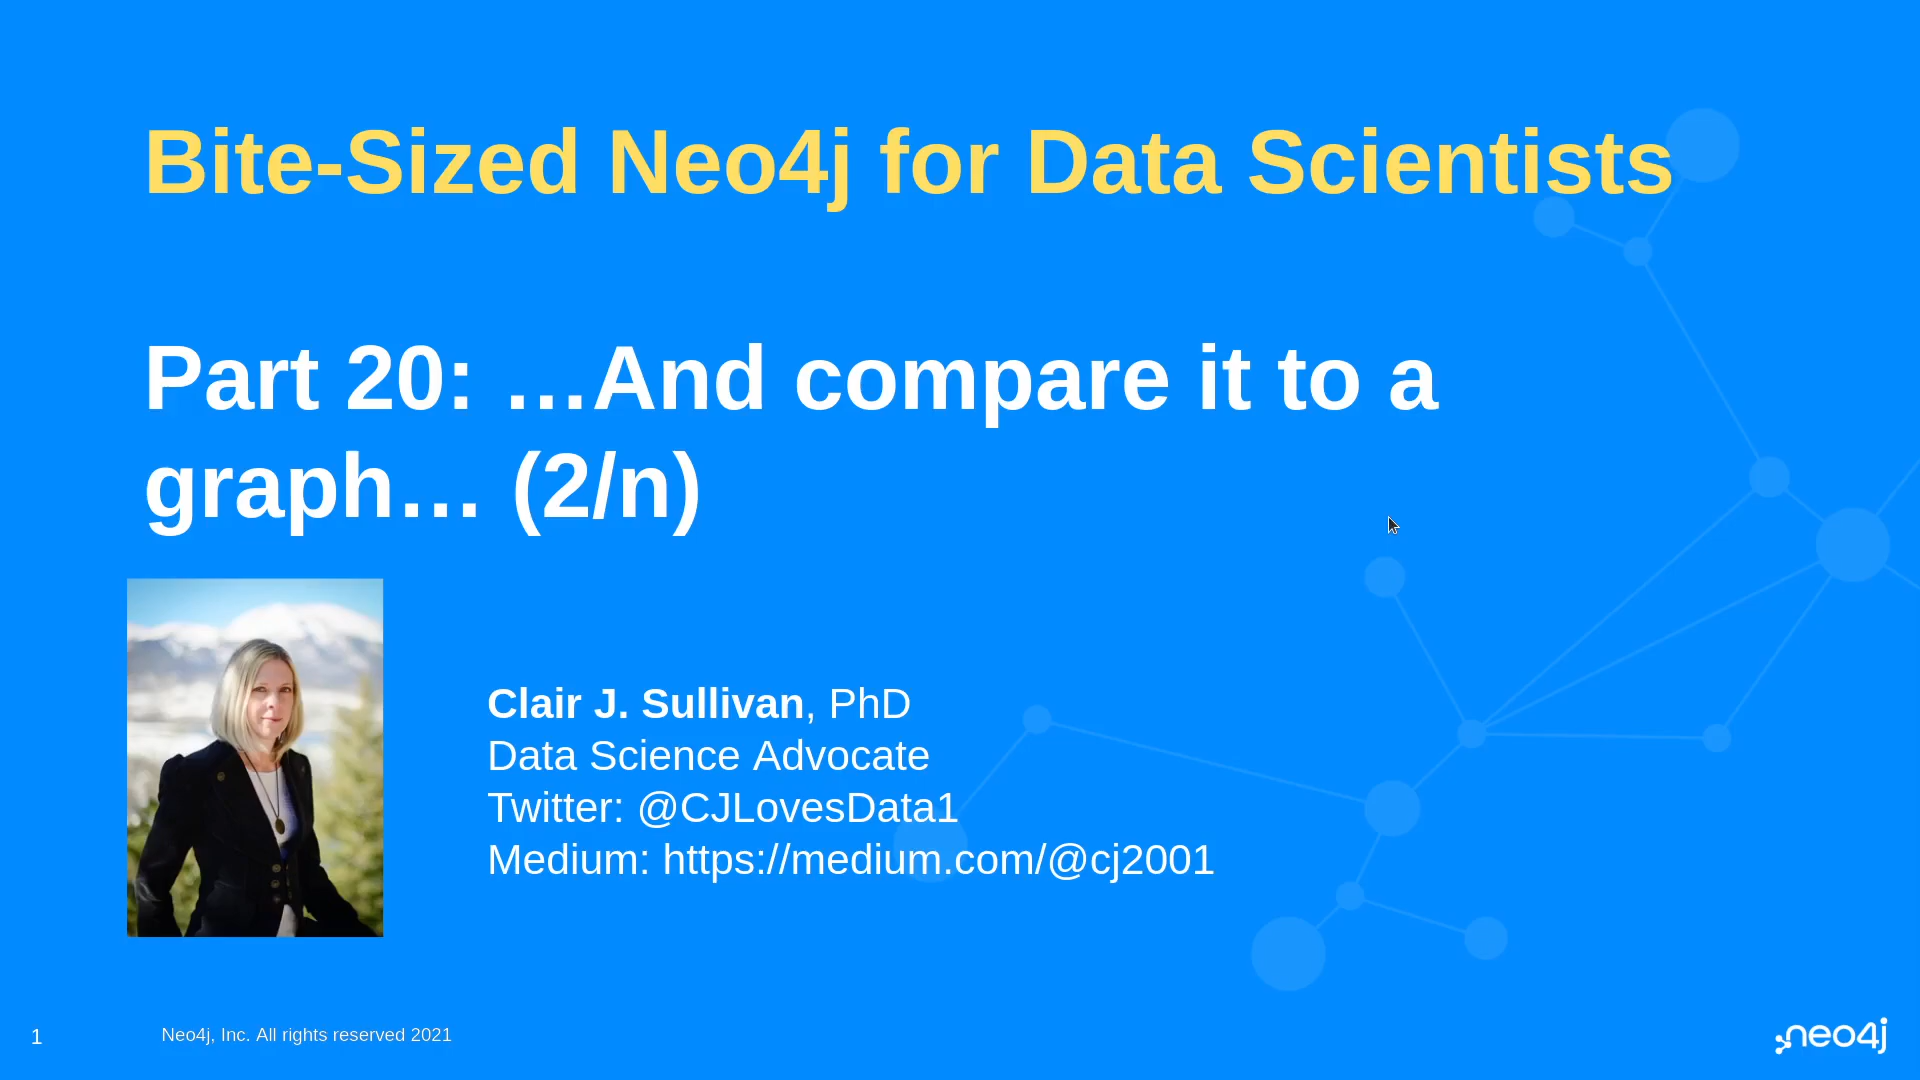 Bite-Sized Neo4j for Data Scientists
Part 20: …And compare it to a
graph… (2/n)
Clair J. Sullivan, PhD
Data Science Advocate
Twitter: @CJLovesData1
Medium: https://medium.com/@cj2001
1
Neo4j, Inc. All rights reserved 2021
neo4j